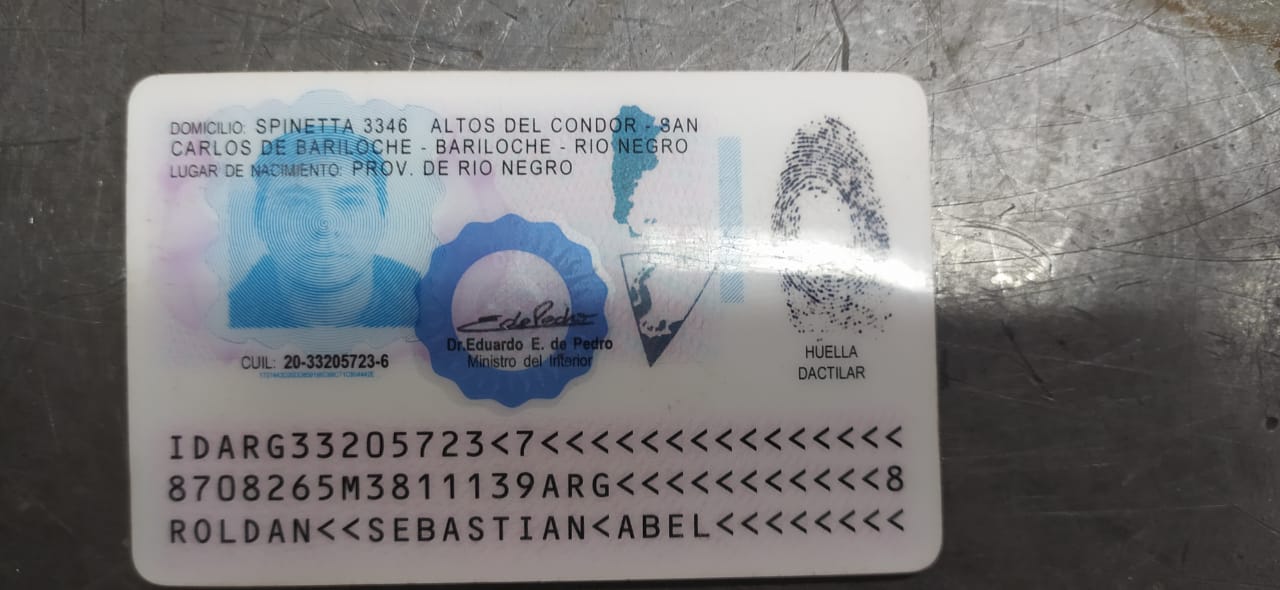 DOMICILIO: SPINETTA 3346 ALTOS DEL CONDOR - SAN
CARLOS DE BARILOCHE - BARILOCHE - RIO NEGRO
LUGAR DE NACIMIENTO: PROV. DE RIO NEGRO
CUIL: 20-33205723-6
Dr.Eduardo E. de Pedro
Ministro del Interior
HUELLA
DACTILAR
IDARG33205723<7<<<<<<<<<<<<<<<
8708265M3811139ARG<<<<<<<<<<<8
ROLDAN<<SEBASTIAN<ABEL<<<<<<<<